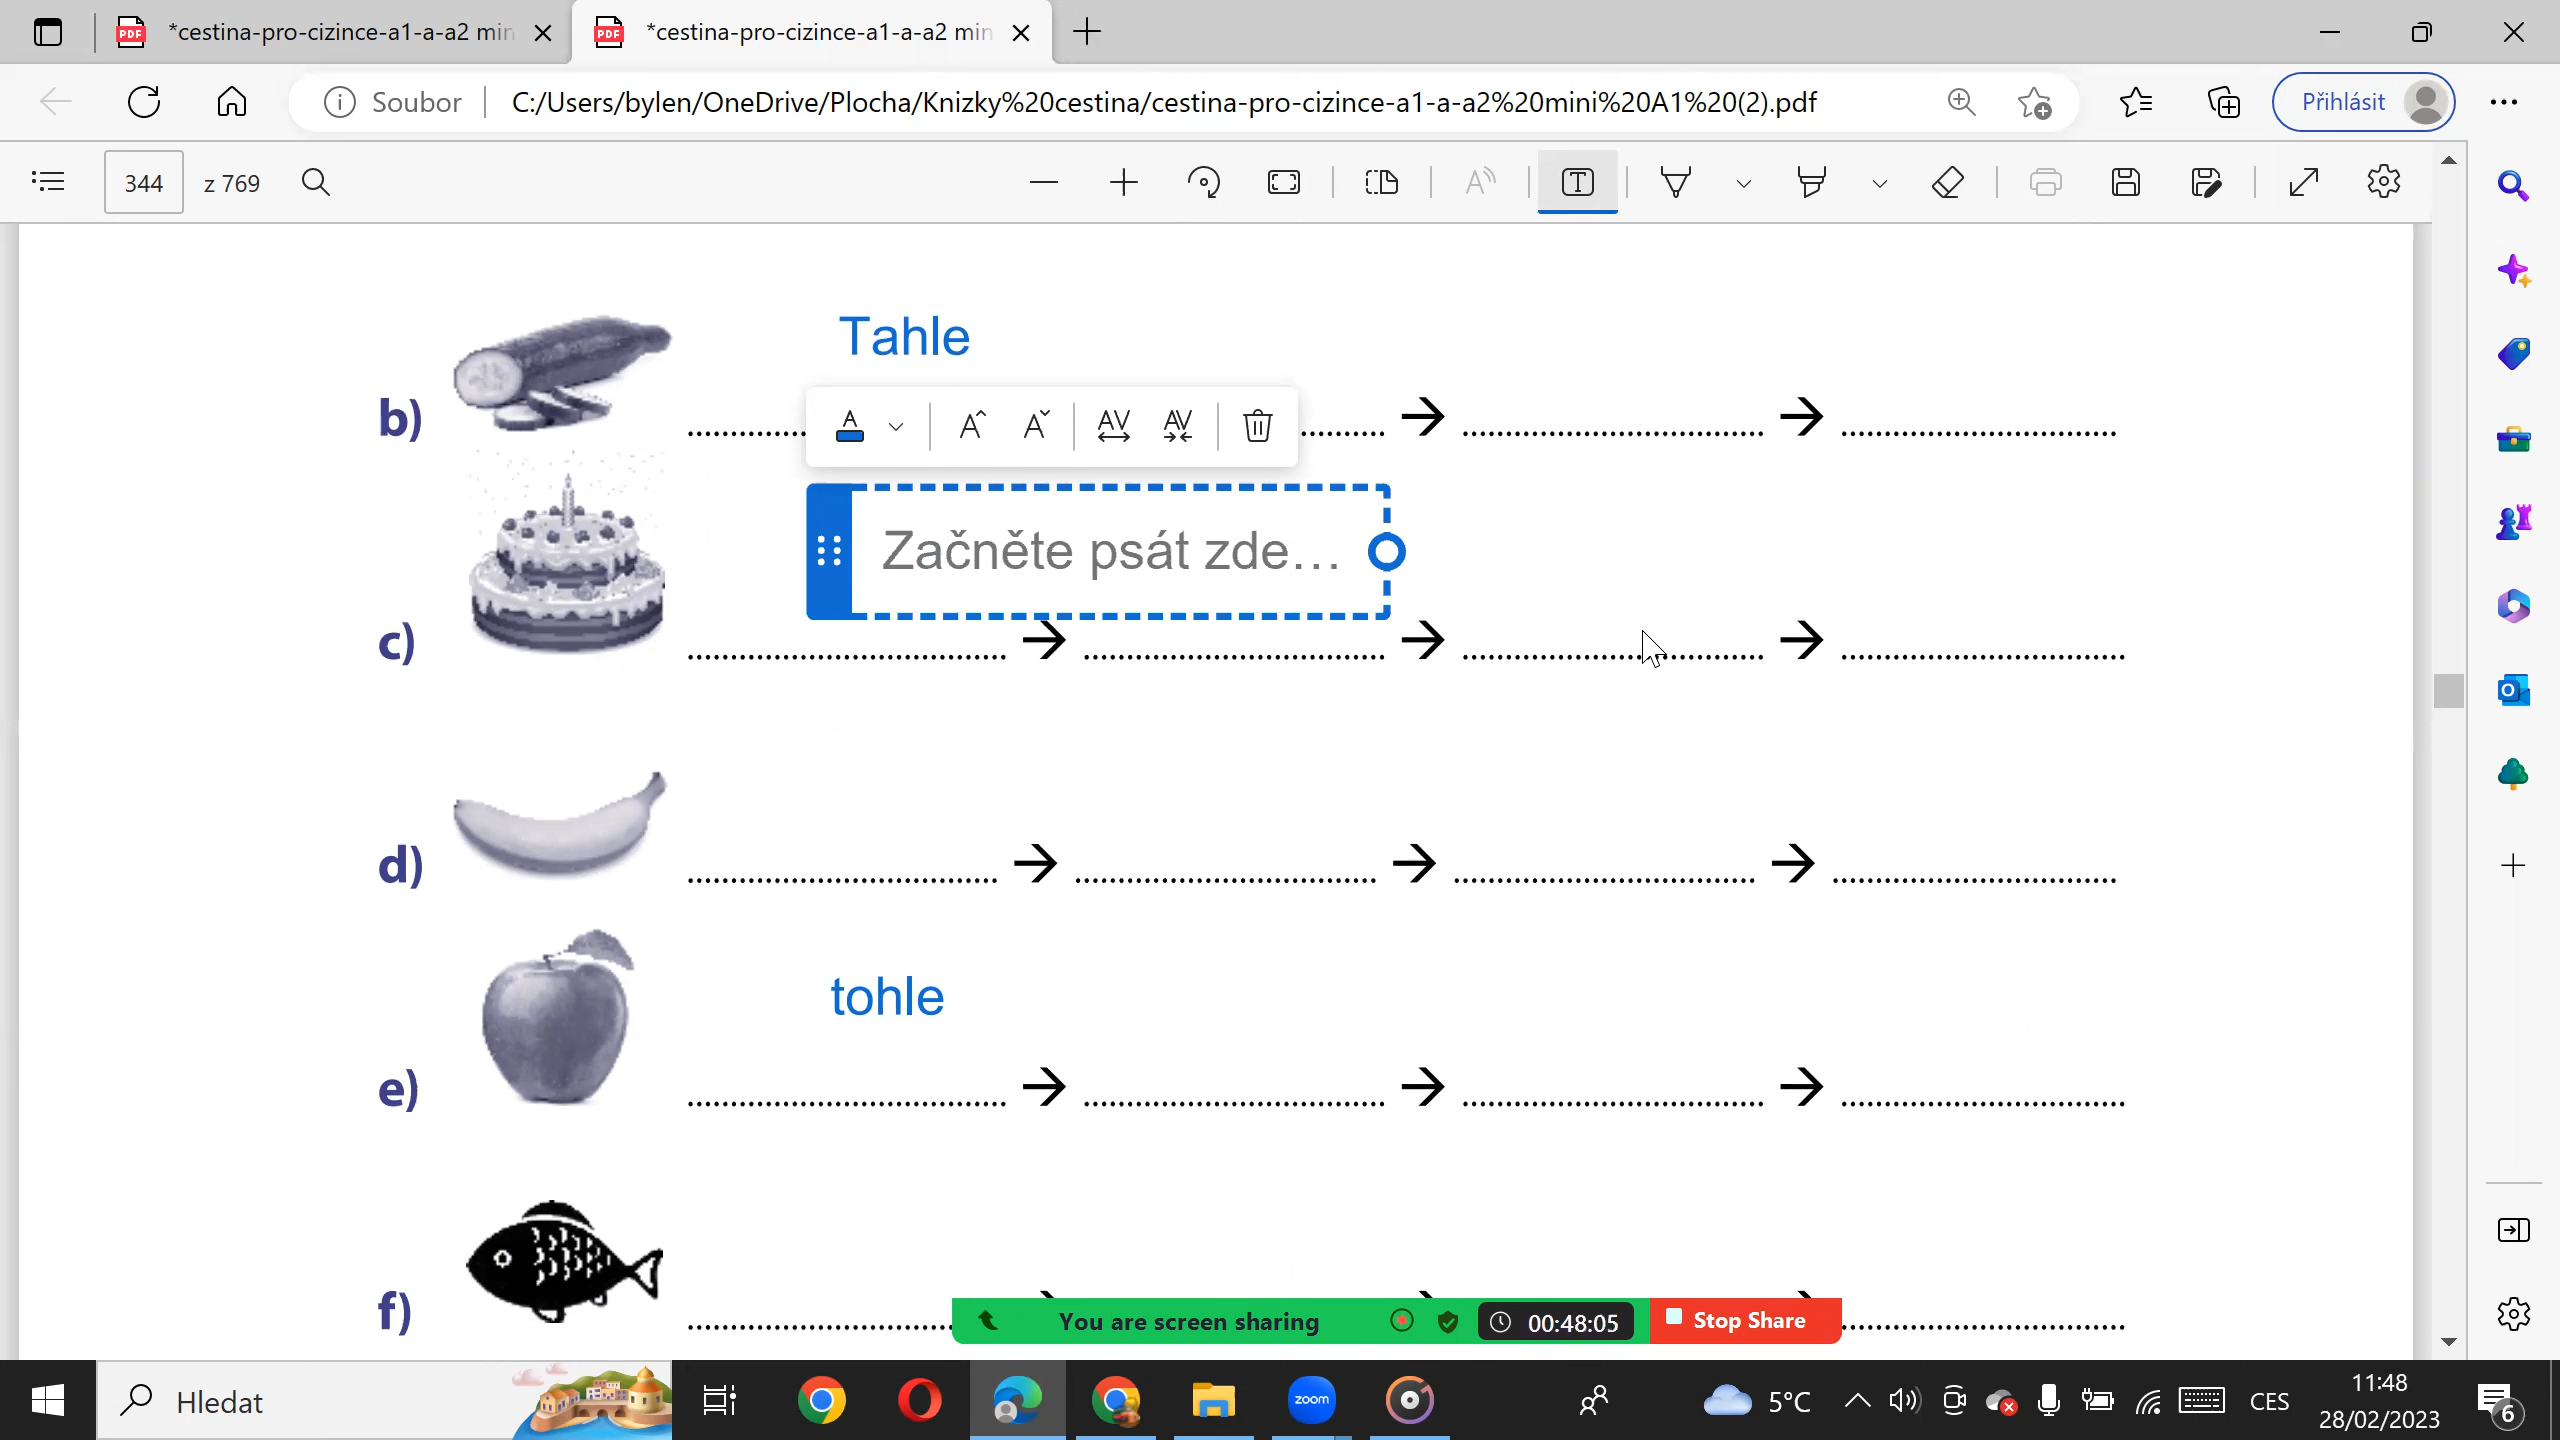 *cestina-pro-cizince-a1-a-a2 min
*cestina-pro-cizince-a1-a-a2 min
Soubor
C:/Users/bylen/OneDrive/Plocha/Knizky%20cestina/cestina-pro-cizince-a1-a-a2%20mini%20A1%20(2).pdf
Přihlásit
344
z 769
Tahle
b) .......... .......... → .......... → ..........
Začněte psát zde…
c) .......... → .......... → .......... → ..........
d) .......... → .......... → .......... → ..........
tohle
e) .......... → .......... → .......... → ..........
f) .......... ..........
You are screen sharing
00:48:05
Stop Share
Hledat
zoom
5°C
CES
11:48
28/02/2023
6